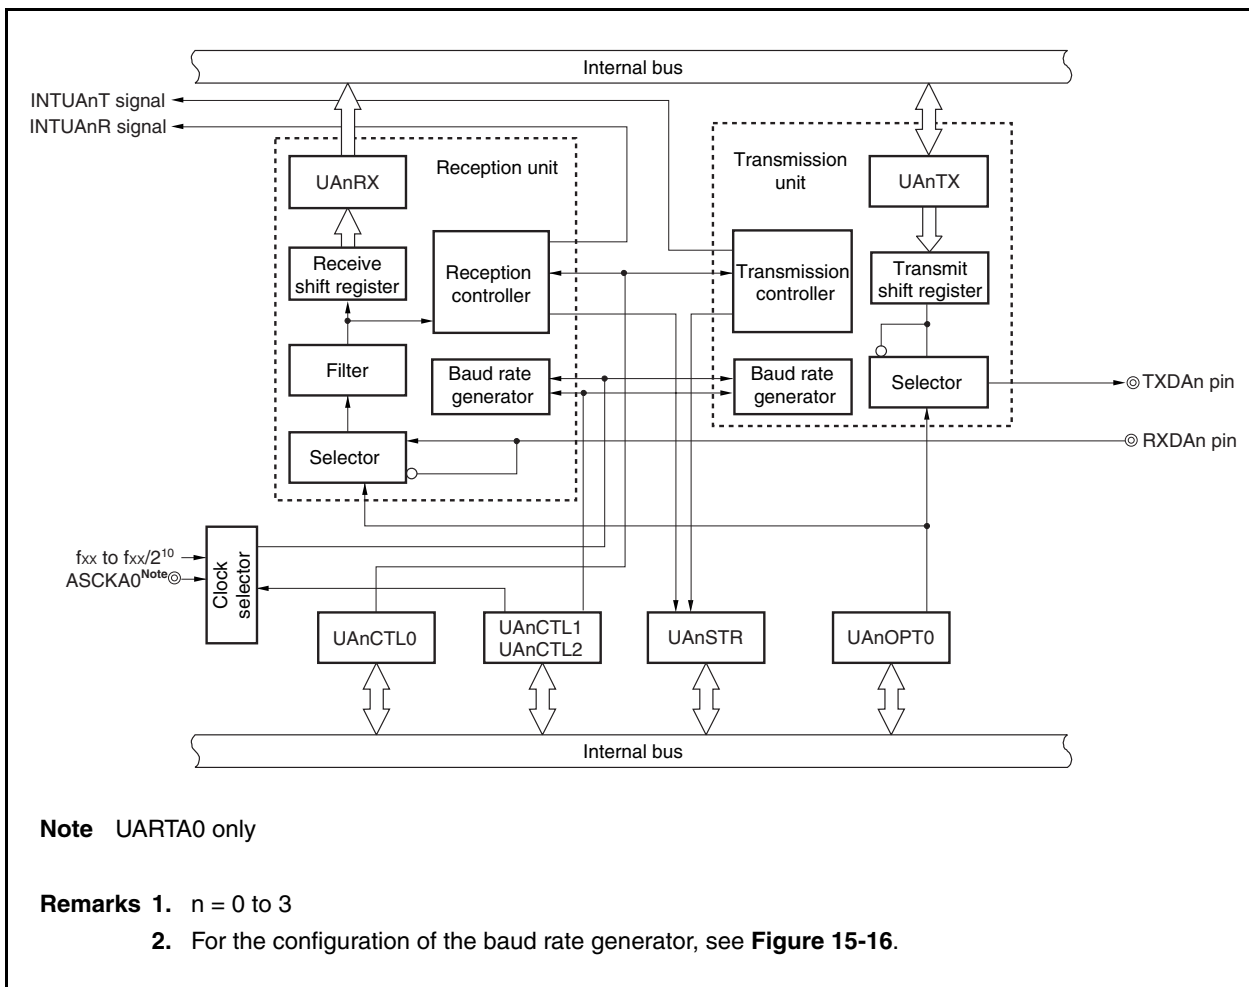 Internal bus
INTUAnT signal
INTUAnR signal
Reception unit
UAnRX
Receive
shift register
Reception
controller
Filter
Baud rate
generator
Selector
Transmission
unit
UAnTX
Transmission
controller
Transmit
shift register
Baud rate
generator
Selector
TXDAn pin
RXDAn pin
fxx to fxx/2¹⁰
ASCKA0Note
Clock
selector
UAnCTL0
UAnCTL1
UAnCTL2
UAnSTR
UAnOPT0
Internal bus
Note UARTA0 only
Remarks 1. n = 0 to 3
2. For the configuration of the baud rate generator, see Figure 15-16.